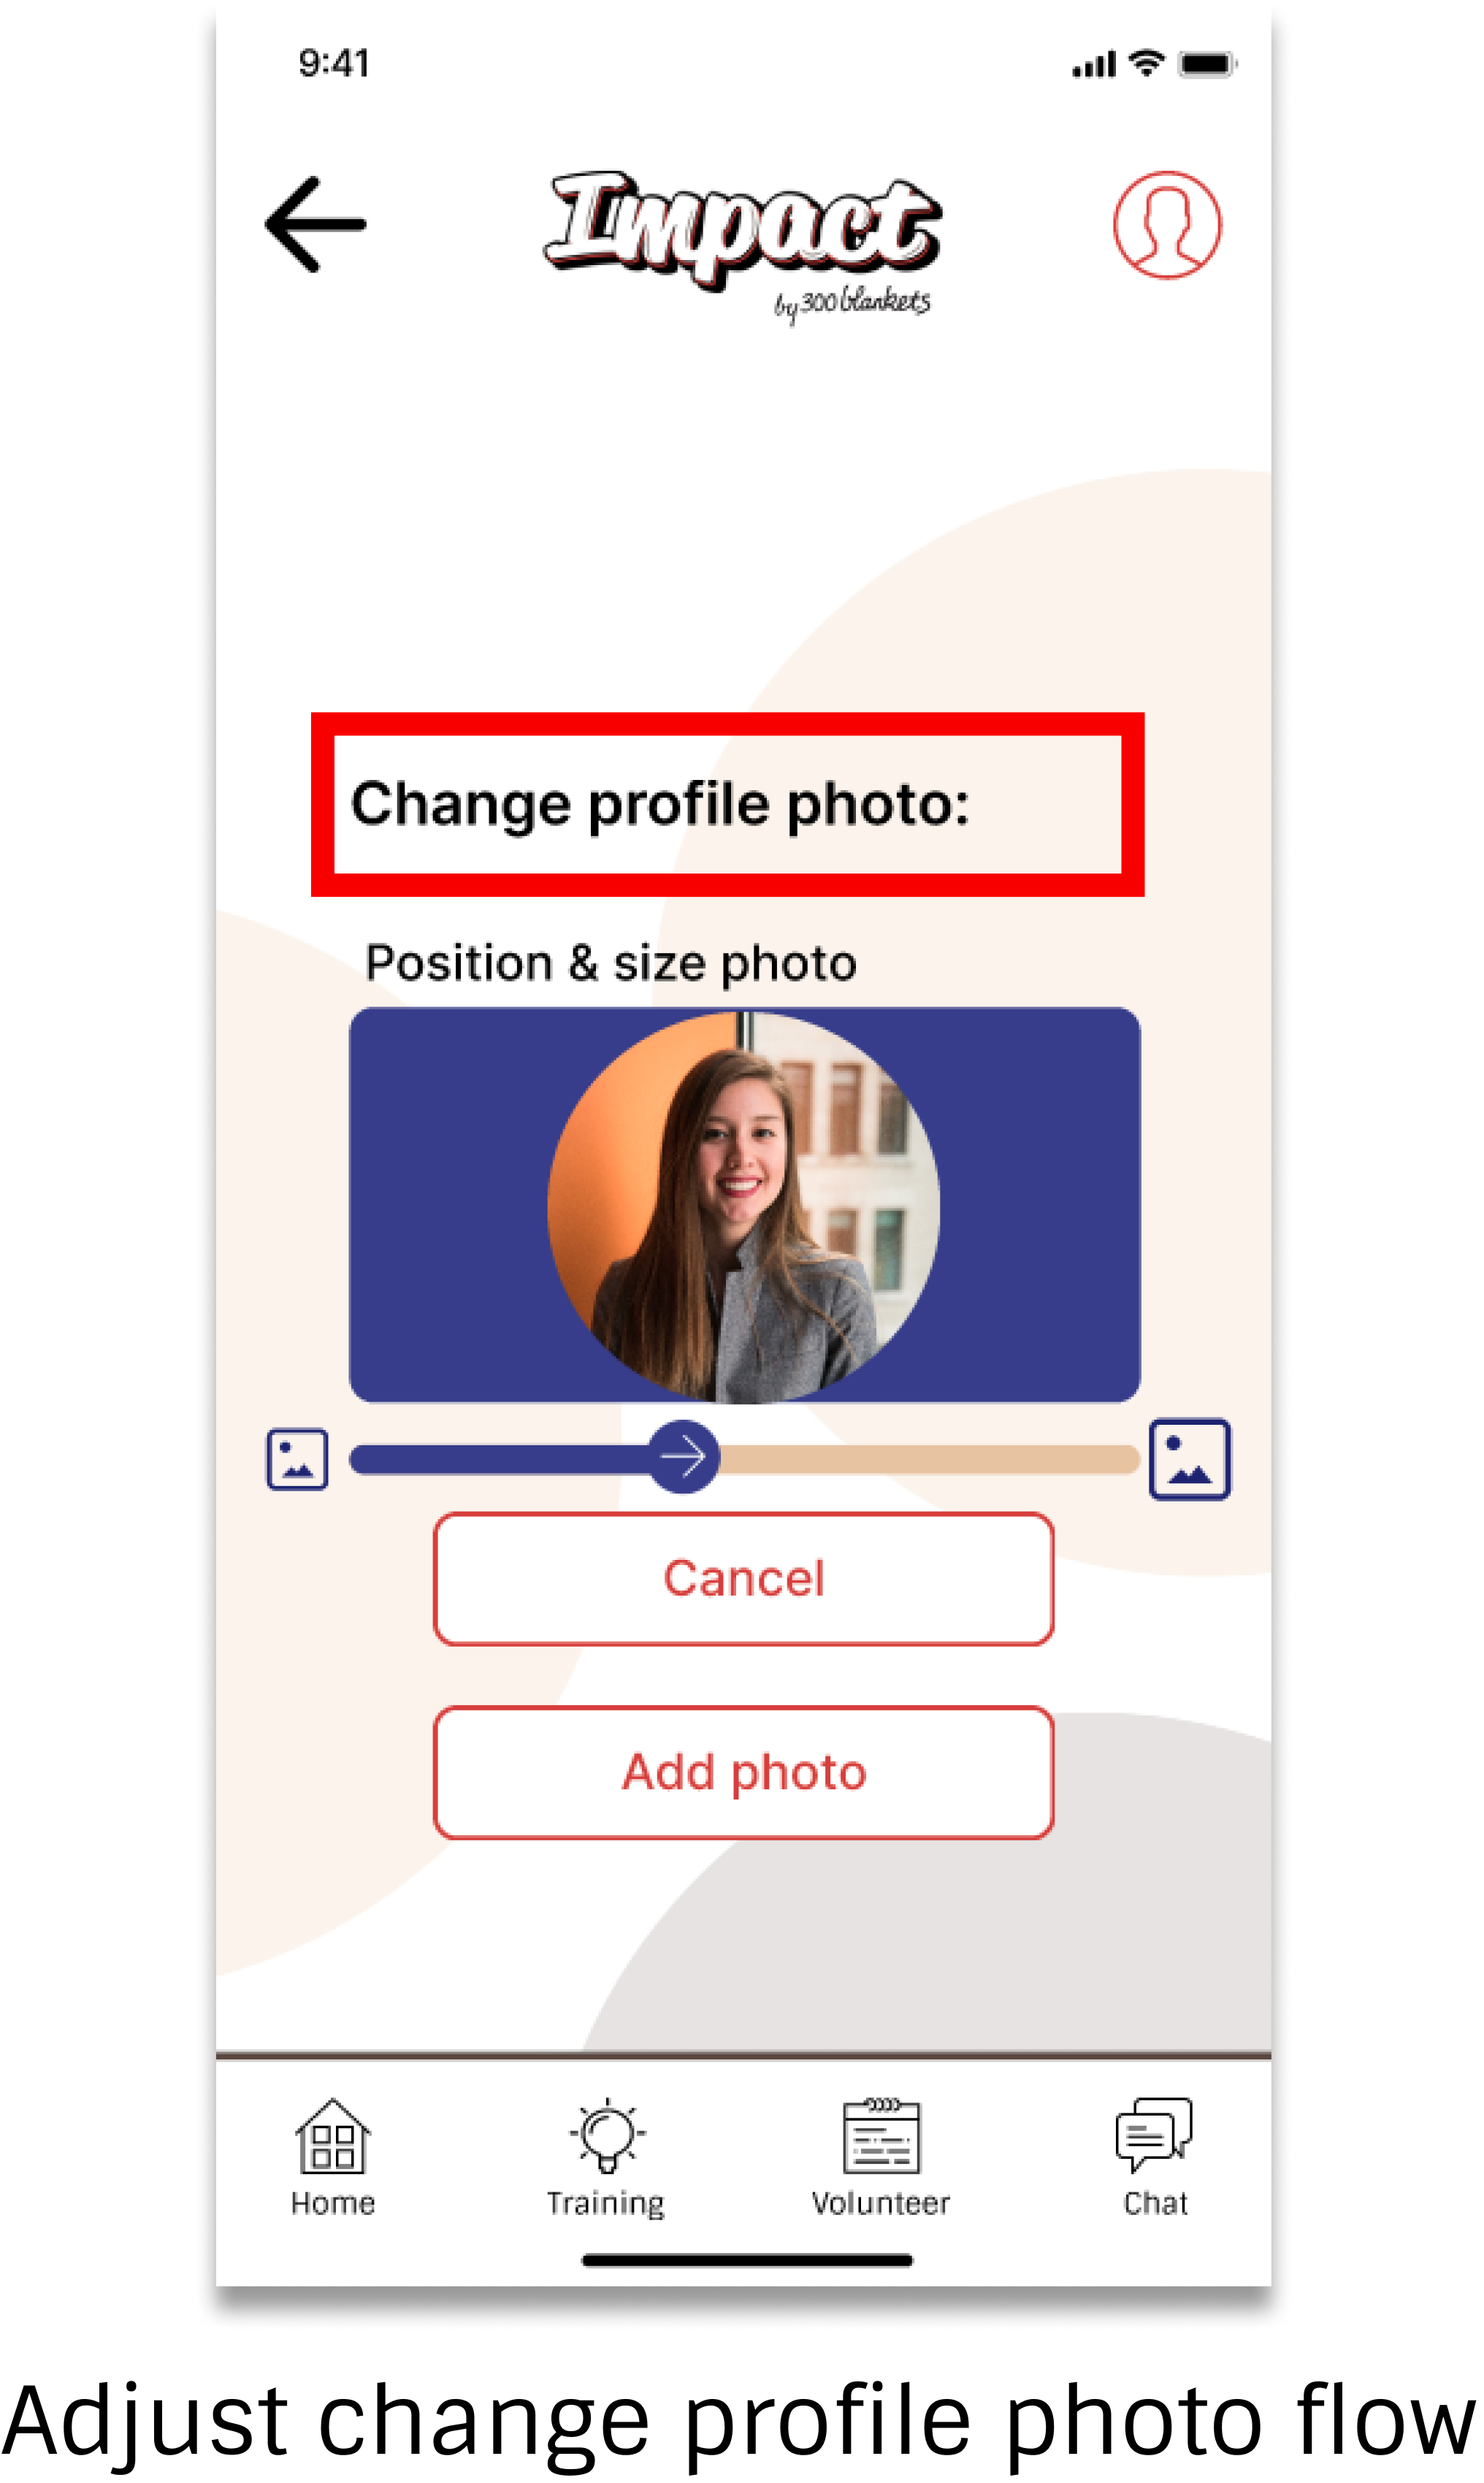 9:41
Impact
by 300 blankets
Change profile photo:
Position & size photo
Cancel
Add photo
Home
Training
Volunteer
Chat
Adjust change profile photo flow